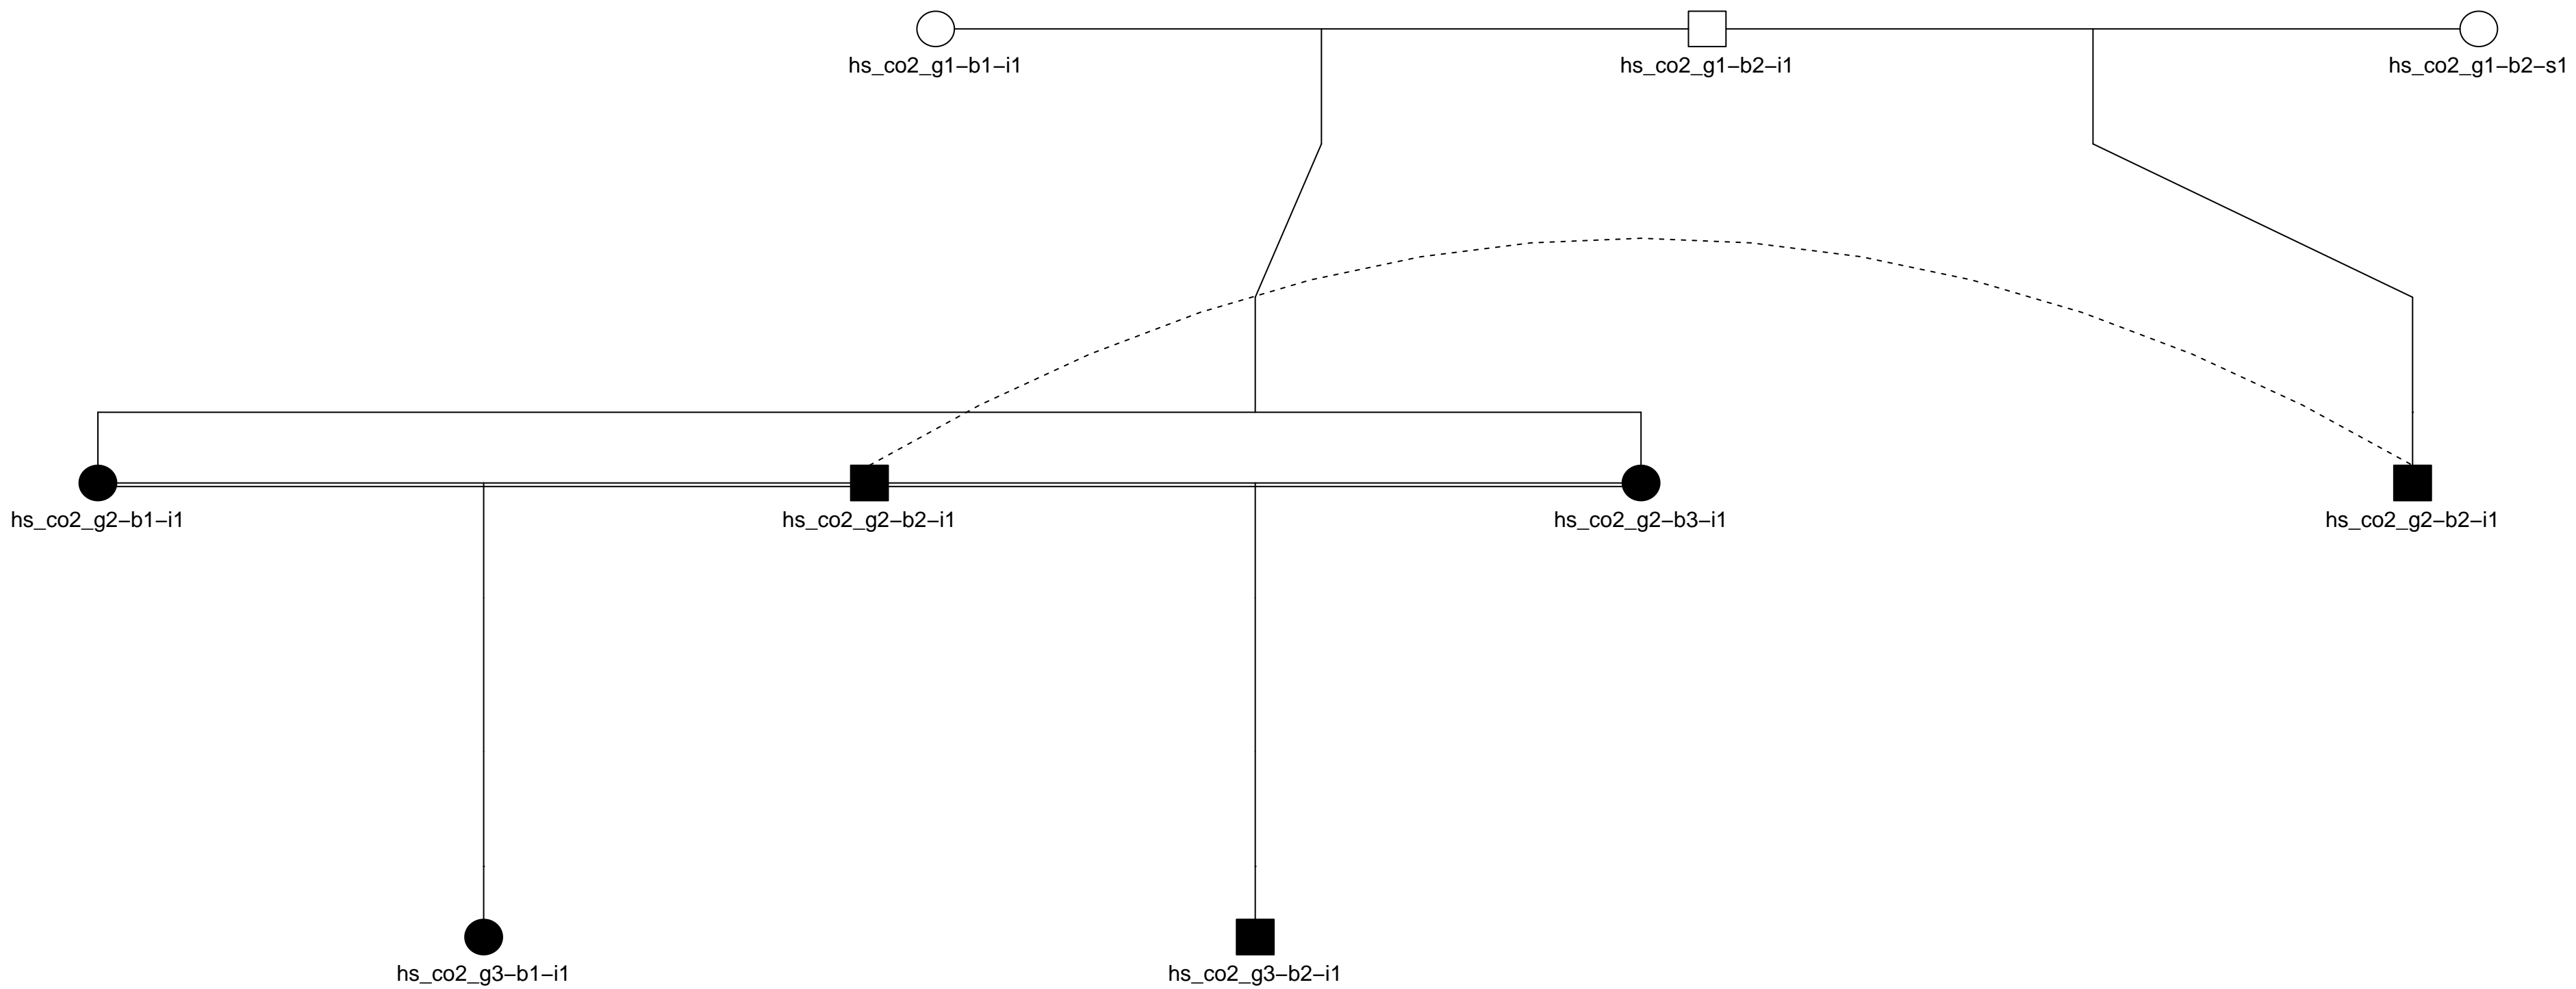 hs_co2_g1−b1−i1
hs_co2_g1−b2−i1
hs_co2_g1−b2−s1
hs_co2_g2−b1−i1
hs_co2_g2−b2−i1
hs_co2_g2−b3−i1
hs_co2_g2−b2−i1
hs_co2_g3−b1−i1
hs_co2_g3−b2−i1